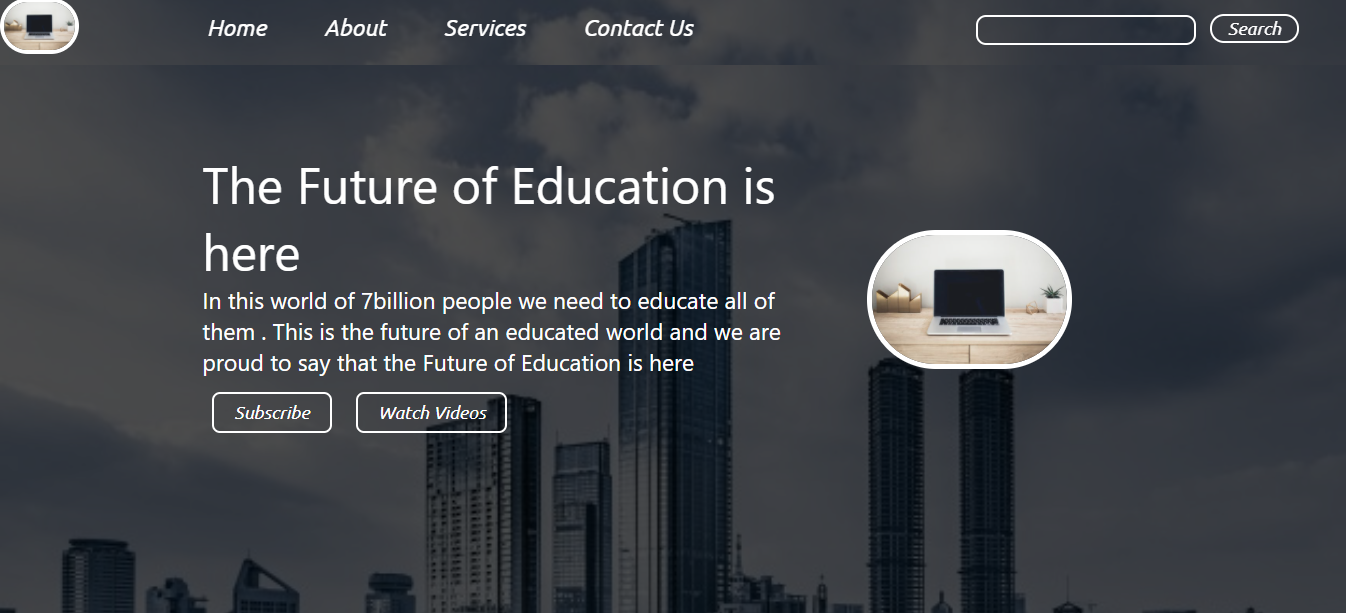 Home About Services Contact Us Search
The Future of Education is
here
In this world of 7billion people we need to educate all of
them . This is the future of an educated world and we are
proud to say that the Future of Education is here
Subscribe Watch Videos